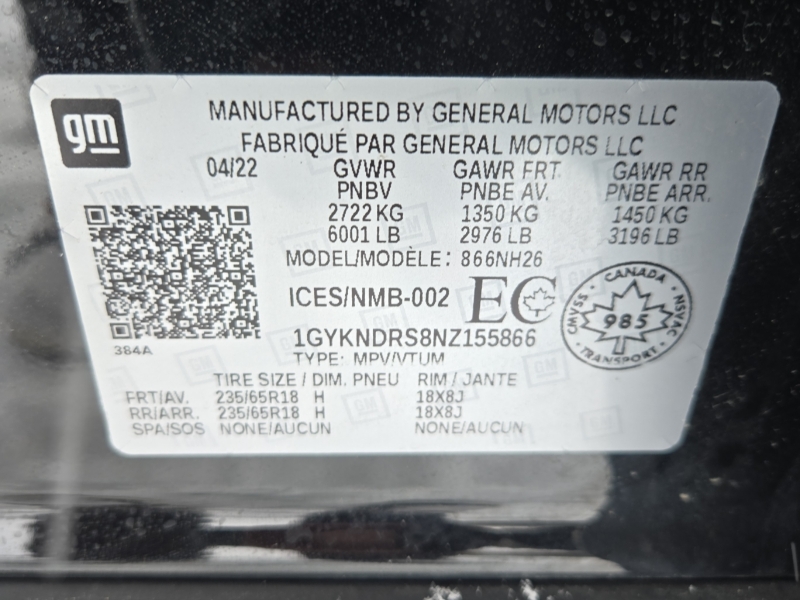 gm
MANUFACTURED BY GENERAL MOTORS LLC
FABRIQUÉ PAR GENERAL MOTORS LLC
04/22 GVWR GAWR FRT. GAWR RR
PNBV PNBE AV. PNBE ARR.
2722 KG 1350 KG 1450 KG
6001 LB 2976 LB 3196 LB
MODEL/MODÈLE: 866NH26
ICES/NMB-002 EC
CANADA
CMVSS 985 NSVAC
TRANSPORT
1GYKNDRS8NZ155866
384A
TYPE: MPV/VTUM
TIRE SIZE / DIM. PNEU RIM / JANTE
FRT/AV. 235/65R18 H 18X8J
RR/ARR. 235/65R18 H 18X8J
SPA/SOS NONE/AUCUN NONE/AUCUN